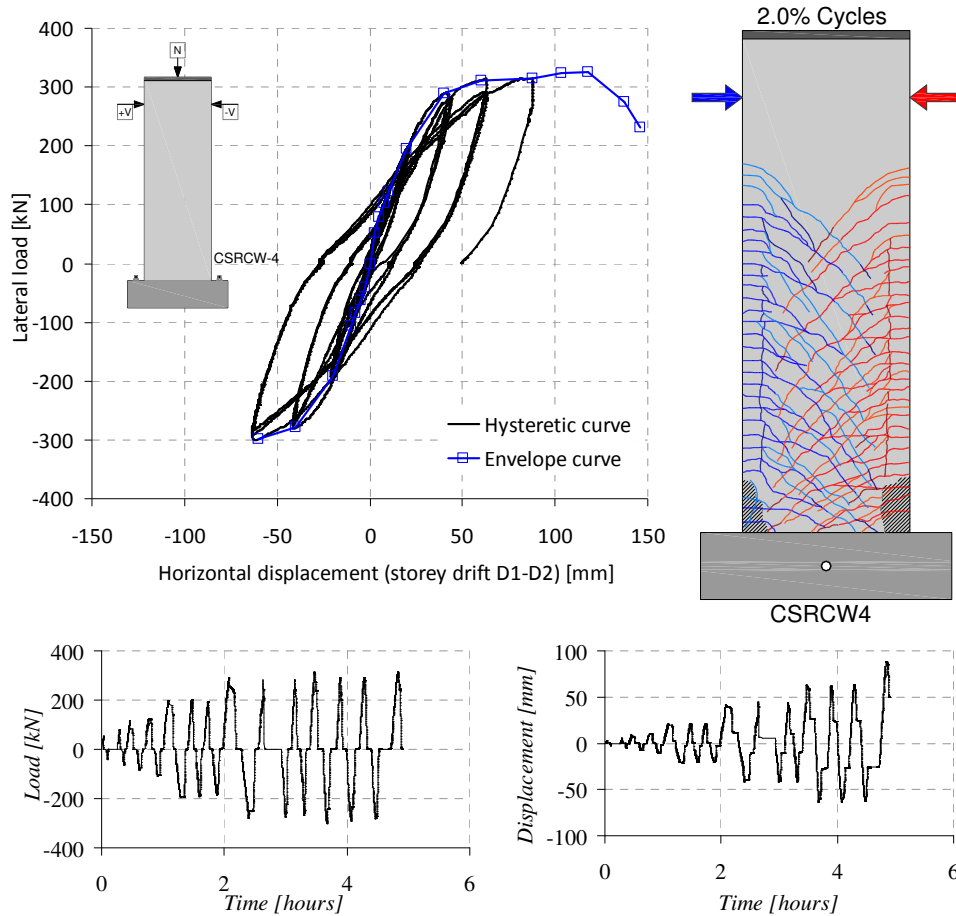 400
300
200
100
0
-100
-200
-300
-400
Lateral load [kN]
-150
-100
-50
0
50
100
150
Horizontal displacement (storey drift D1-D2) [mm]
N
+V
-V
CSRCW-4
Hysteretic curve
Envelope curve
2.0% Cycles
CSRCW4
400
200
0
-200
-400
Load [kN]
0
2
4
6
Time [hours]
100
50
0
-50
-100
Displacement [mm]
0
2
4
6
Time [hours]